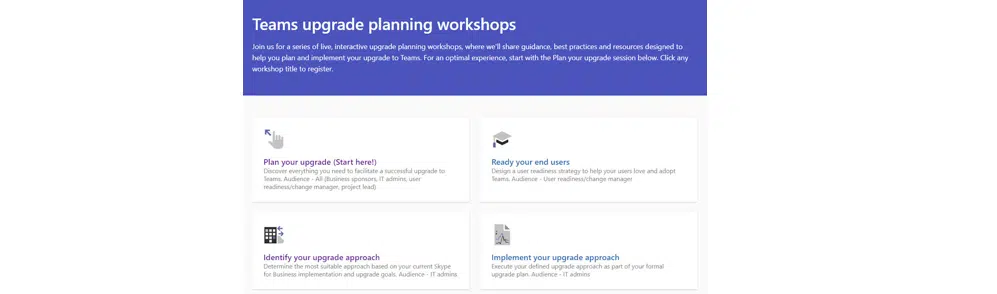 Teams upgrade planning workshops
Join us for a series of live, interactive upgrade planning workshops, where we'll share guidance, best practices and resources designed to
help you plan and implement your upgrade to Teams. For an optimal experience, start with the Plan your upgrade session below. Click any
workshop title to register.
Plan your upgrade (Start here!)
Discover everything you need to facilitate a successful upgrade to
Teams. Audience - All (Business sponsors, IT admins, user
readiness/change manager, project lead)
Ready your end users
Design a user readiness strategy to help your users love and adopt
Teams. Audience - User readiness/change manager
Identify your upgrade approach
Determine the most suitable approach based on your current Skype
for Business implementation and upgrade goals. Audience - IT admins
Implement your upgrade approach
Execute your defined upgrade approach as part of your formal
upgrade plan. Audience - IT admins